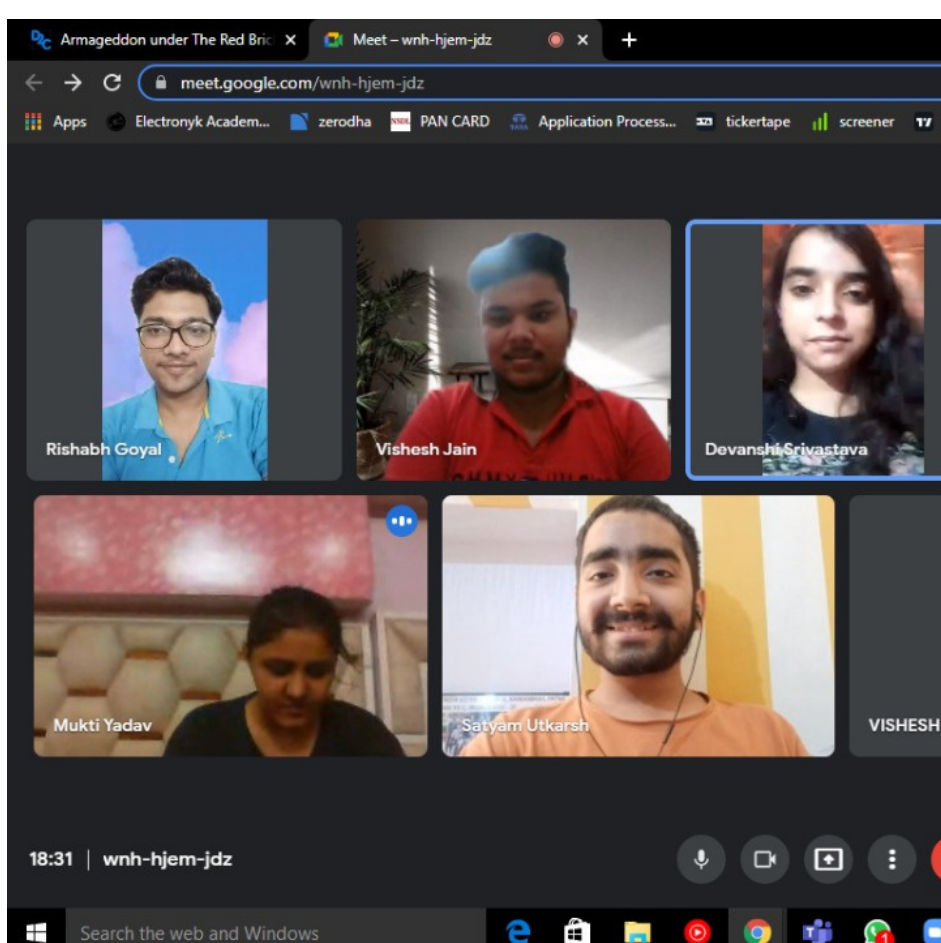 Armageddon under The Red Bric
Meet – wnh-hjem-jdz
meet.google.com/wnh-hjem-jdz
Apps Electronyk Academ... zerodha NSDL PAN CARD TATA Application Process... tickertape screener
Rishabh Goyal
Vishesh Jain
Devanshi Srivastava
Mukti Yadav
Satyam Utkarsh
VISHESH
18:31 | wnh-hjem-jdz
Search the web and Windows